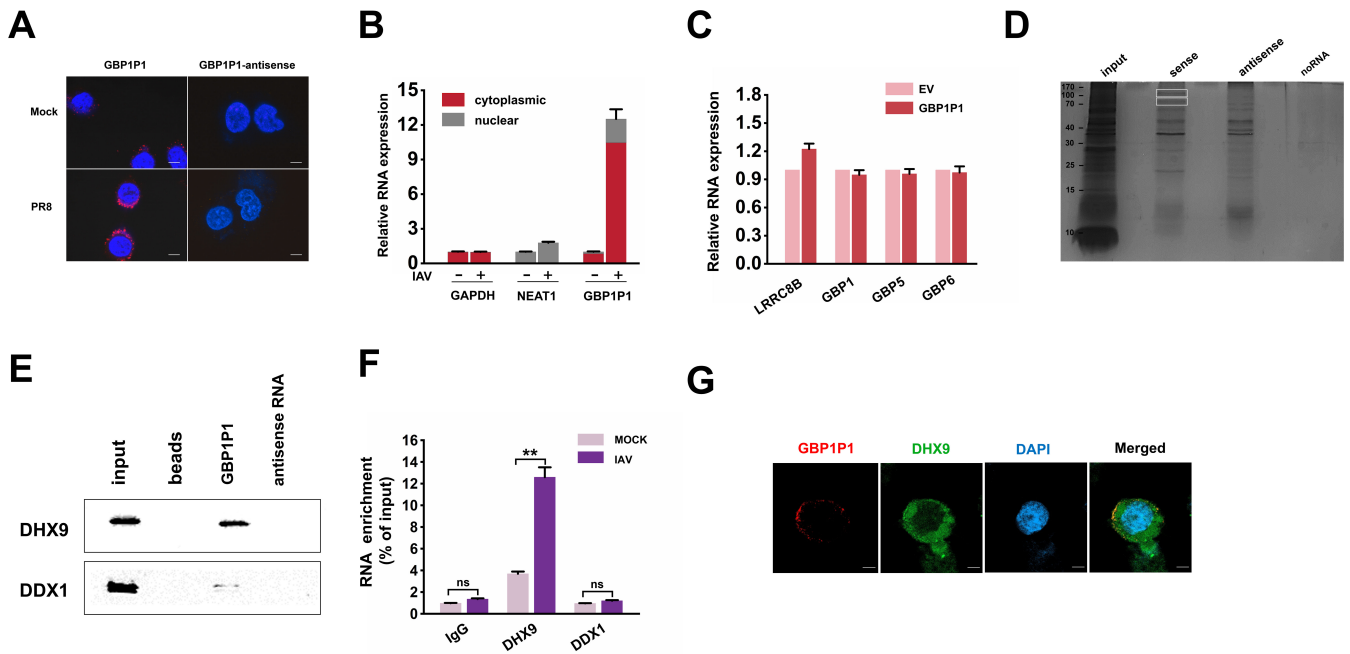 A
GBP1P1
GBP1P1-antisense
Mock
PR8
B
Relative RNA expression
15
12
9
6
3
0
cytoplasmic
nuclear
IAV
− + − + − +
GAPDH NEAT1 GBP1P1
C
Relative RNA expression
1.8
1.5
1.2
0.9
0.6
0.3
0.0
EV
GBP1P1
LRRC8B GBP1 GBP5 GBP6
D
input sense antisense noRNA
170
100
70
40
30
25
15
10
E
input beads GBP1P1 antisense RNA
DHX9
DDX1
F
RNA enrichment
(% of input)
16
14
12
10
8
6
4
2
0
MOCK
IAV
ns ** ns
IgG DHX9 DDX1
G
GBP1P1 DHX9 DAPI Merged